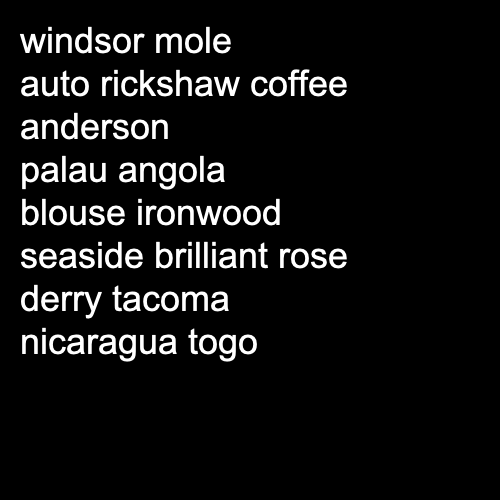 windsor mole
auto rickshaw coffee
anderson
palau angola
blouse ironwood
seaside brilliant rose
derry tacoma
nicaragua togo